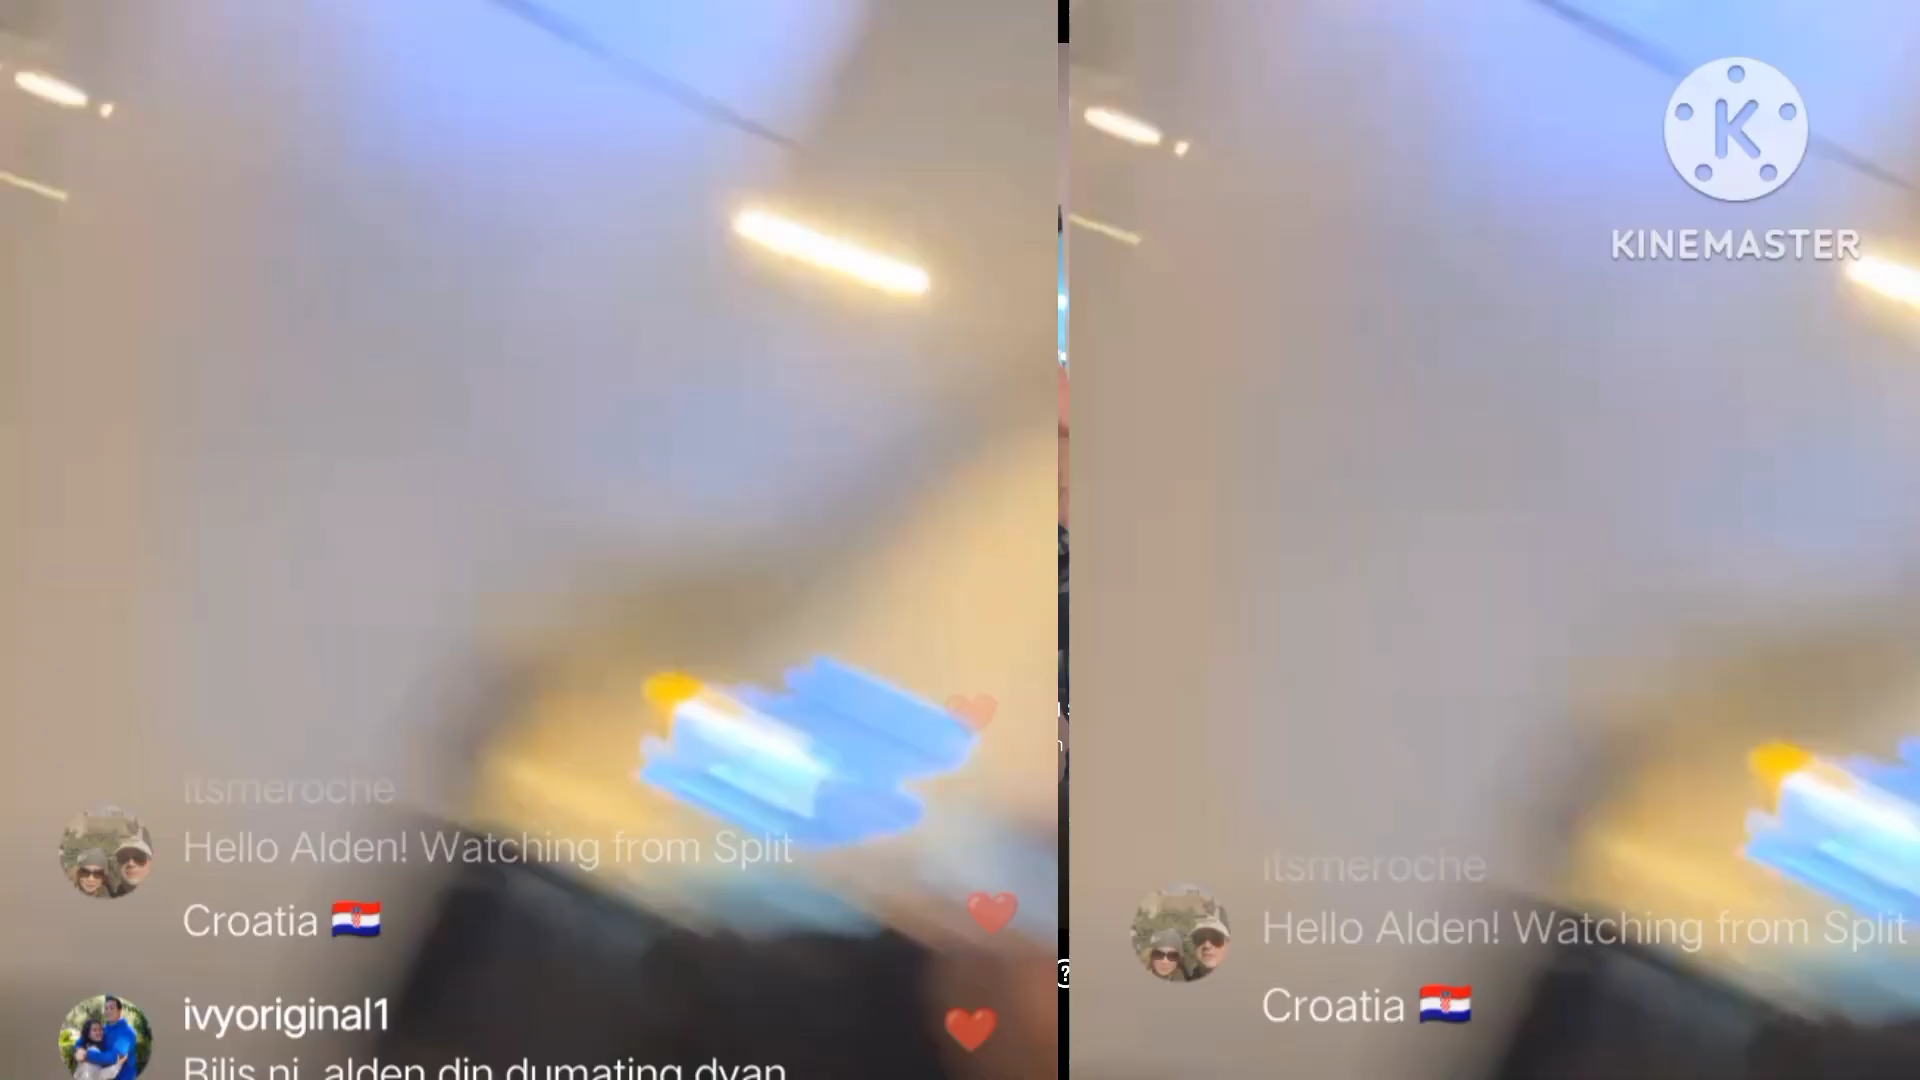 itsmeroche
Hello Alden! Watching from Split
Croatia 🇭🇷
ivyoriginal1
Bilis ni alden din dumating dyan
K
KINEMASTER
itsmeroche
Hello Alden! Watching from Split
Croatia 🇭🇷